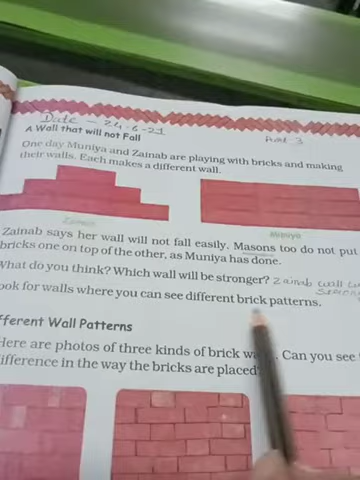 Date - 24-6-21
A Wall that will not Fall
Part-3
One day Muniya and Zainab are playing with bricks and making
their walls. Each makes a different wall.
Zainab
Muniya
Zainab says her wall will not fall easily. Masons too do not put
bricks one on top of the other, as Muniya has done.
What do you think? Which wall will be stronger? Zainab wall
ook for walls where you can see different brick patterns.
fferent Wall Patterns
Here are photos of three kinds of brick . Can you see
ifference in the way the bricks are placed